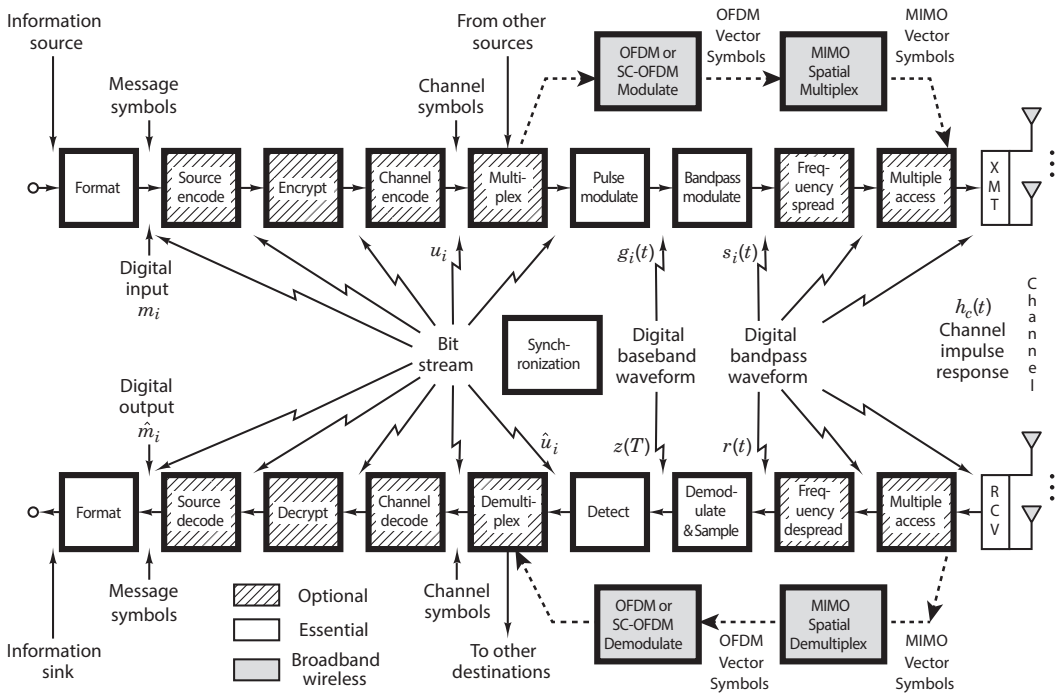 Information
source
Message
symbols
Channel
symbols
From other
sources
OFDM
Vector
Symbols
MIMO
Vector
Symbols
OFDM or
SC-OFDM
Modulate
MIMO
Spatial
Multiplex
Format
Source
encode
Encrypt
Channel
encode
Multi-
plex
Pulse
modulate
Bandpass
modulate
Freq-
uency
spread
Multiple
access
X
M
T
Digital
input
m_i
u_i
g_i(t)
s_i(t)
Bit
stream
Synch-
ronization
Digital
baseband
waveform
Digital
bandpass
waveform
h_c(t)
Channel
impulse
response
C
h
a
n
n
e
l
Digital
output
m̂_i
û_i
z(T)
r(t)
Format
Source
decode
Decrypt
Channel
decode
Demulti-
plex
Detect
Demod-
ulate
& Sample
Freq-
uency
despread
Multiple
access
R
C
V
Information
sink
Message
symbols
Channel
symbols
To other
destinations
Optional
Essential
Broadband
wireless
OFDM or
SC-OFDM
Demodulate
OFDM
Vector
Symbols
MIMO
Spatial
Demultiplex
MIMO
Vector
Symbols